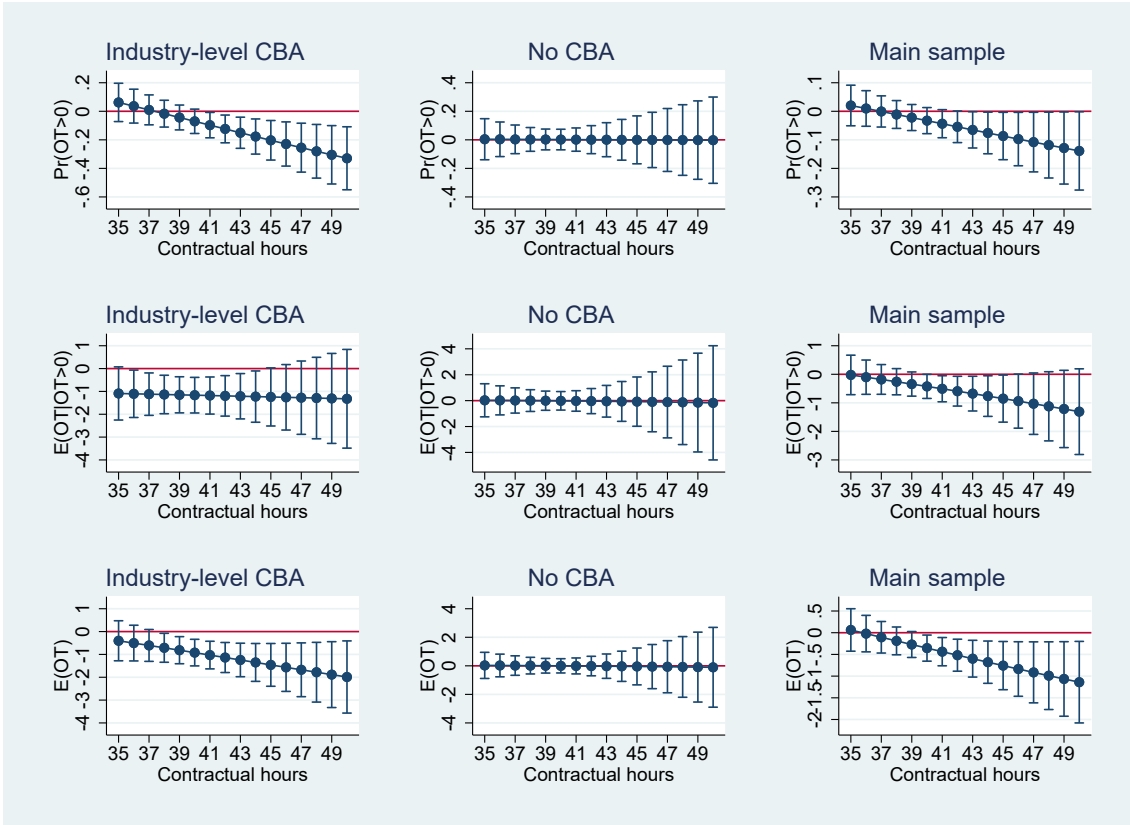 Industry-level CBA
No CBA
Main sample
Pr(OT>0)
.2
0
-.2
-.4
-.6
35 37 39 41 43 45 47 49
Contractual hours
Pr(OT>0)
.4
.2
0
-.2
-.4
35 37 39 41 43 45 47 49
Contractual hours
Pr(OT>0)
.1
0
-.1
-.2
-.3
35 37 39 41 43 45 47 49
Contractual hours
Industry-level CBA
No CBA
Main sample
E(OT|OT>0)
1
0
-1
-2
-3
-4
35 37 39 41 43 45 47 49
Contractual hours
E(OT|OT>0)
4
2
0
-2
-4
35 37 39 41 43 45 47 49
Contractual hours
E(OT|OT>0)
1
0
-1
-2
-3
35 37 39 41 43 45 47 49
Contractual hours
Industry-level CBA
No CBA
Main sample
E(OT)
1
0
-1
-2
-3
-4
35 37 39 41 43 45 47 49
Contractual hours
E(OT)
4
2
0
-2
-4
35 37 39 41 43 45 47 49
Contractual hours
E(OT)
.5
0
-.5
-1
-1.5
-2
35 37 39 41 43 45 47 49
Contractual hours